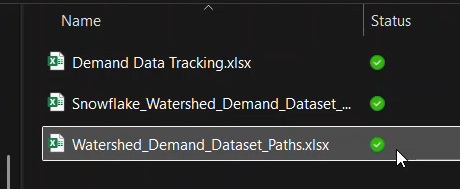 Name Status
Demand Data Tracking.xlsx
Snowflake_Watershed_Demand_Dataset_...
Watershed_Demand_Dataset_Paths.xlsx